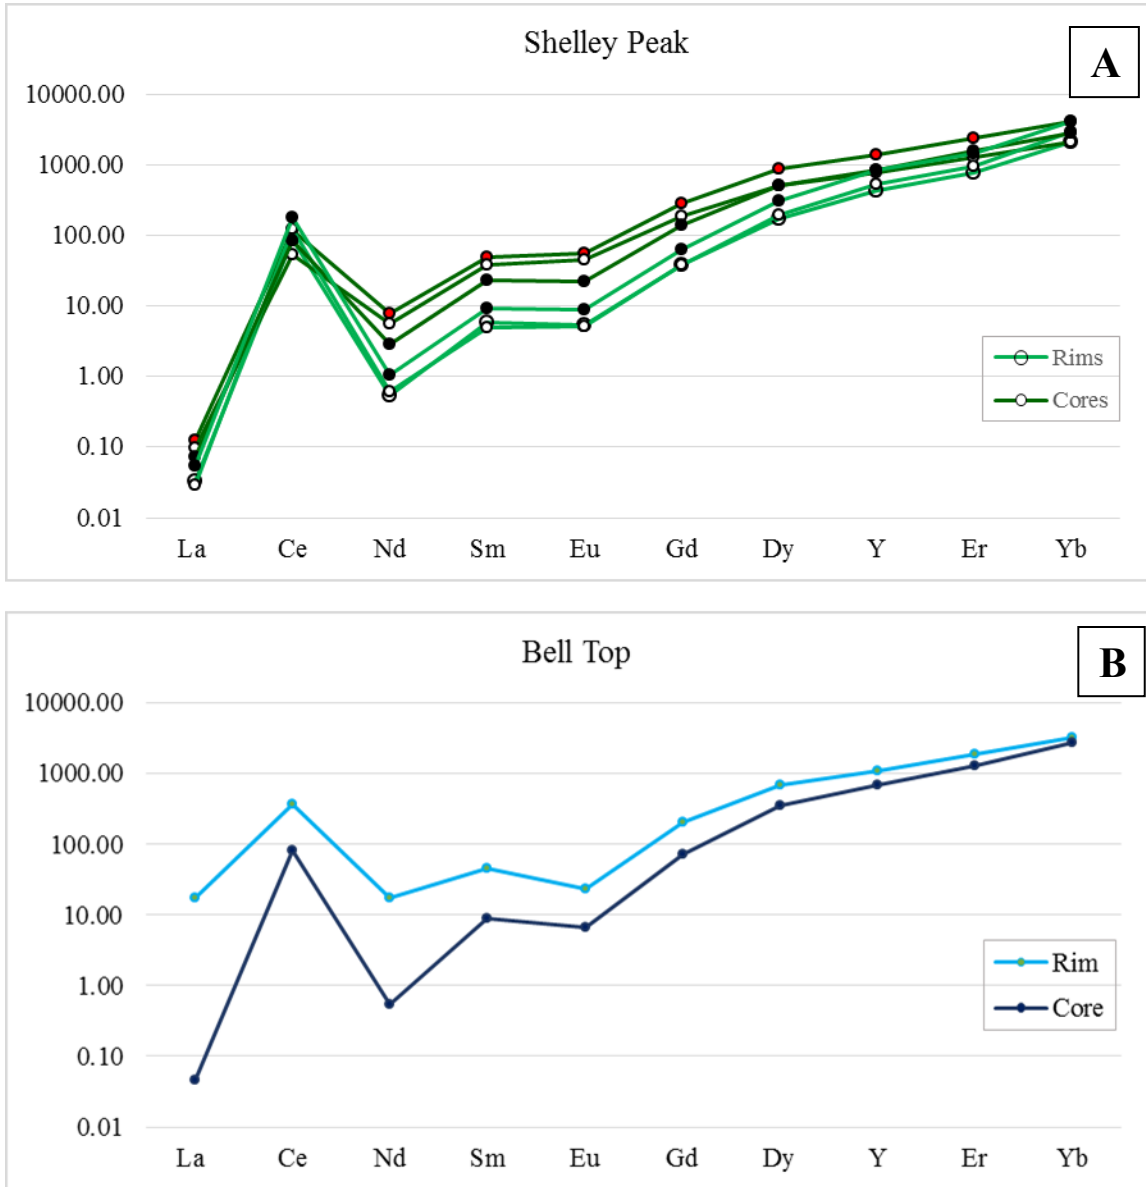 Shelley Peak
A
10000.00
1000.00
100.00
10.00
1.00
0.10
0.01
La Ce Nd Sm Eu Gd Dy Y Er Yb
Rims
Cores
Bell Top
B
10000.00
1000.00
100.00
10.00
1.00
0.10
0.01
La Ce Nd Sm Eu Gd Dy Y Er Yb
Rim
Core